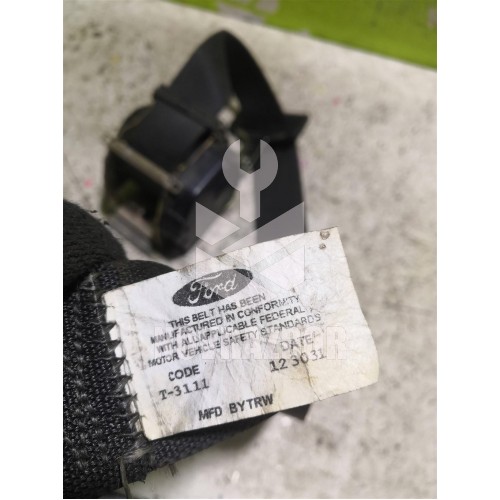 Ford
THIS BELT HAS BEEN
MANUFACTURED IN CONFORMITY
WITH ALL APPLICABLE FEDERAL
MOTOR VEHICLE SAFETY STANDARDS
CODE DATE
T-3111 123031
MFD BY TRW